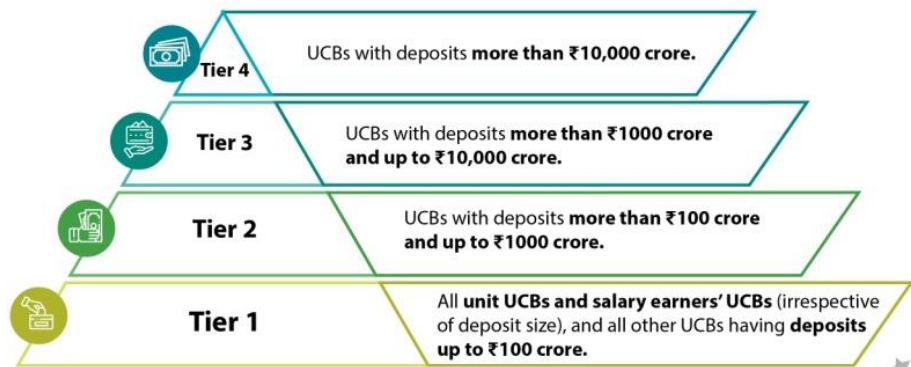 UCBs with deposits more than ₹10,000 crore.
Tier 4
Tier 3
UCBs with deposits more than ₹1000 crore
and up to ₹10,000 crore.
Tier 2
UCBs with deposits more than ₹100 crore
and up to ₹1000 crore.
Tier 1
All unit UCBs and salary earners’ UCBs (irrespective
of deposit size), and all other UCBs having deposits
up to ₹100 crore.